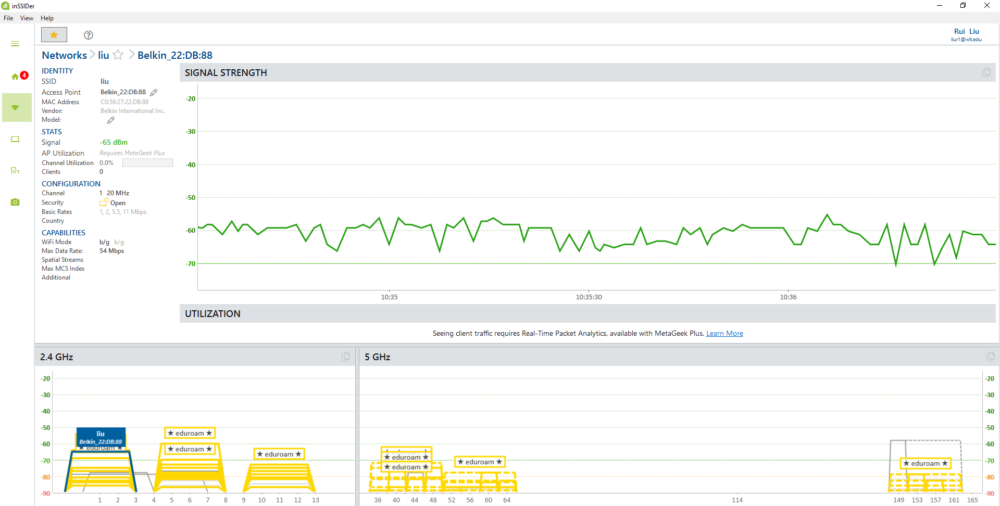 inSSIDer
File View Help
Rui Liu
liur1@wit.edu
Networks liu Belkin_22:DB:88
4
IDENTITY
SSID liu
Access Point Belkin_22:DB:88
MAC Address C0:56:27:22:DB:88
Vendor: Belkin International Inc.
Model:
STATS
Signal -65 dBm
AP Utilization Requires MetaGeek Plus
Channel Utilization 0.0%
Clients 0
CONFIGURATION
Channel 1 20 MHz
Security Open
Basic Rates 1, 2, 5.5, 11 Mbps
Country
CAPABILITIES
WiFi Mode b/g b/g
Max Data Rate: 54 Mbps
Spatial Streams
Max MCS Index
Additional
SIGNAL STRENGTH
-20
-30
-40
-50
-60
-70
10:35 10:35:30 10:36
UTILIZATION
Seeing client traffic requires Real-Time Packet Analytics, available with MetaGeek Plus. Learn More
2.4 GHz
-20
-30
-40
-50
-60
-70
-80
-90
liu
Belkin_22:DB:88
★ eduroam ★
★ eduroam ★
★ eduroam ★
★ eduroam ★
1 2 3 4 5 6 7 8 9 10 11 12 13
5 GHz
★ eduroam ★
★ eduroam ★
★ eduroam ★
★ eduroam ★
-20
-30
-40
-50
-60
-70
-80
-90
36 40 44 48 52 56 60 64 114 149 153 157 161 165